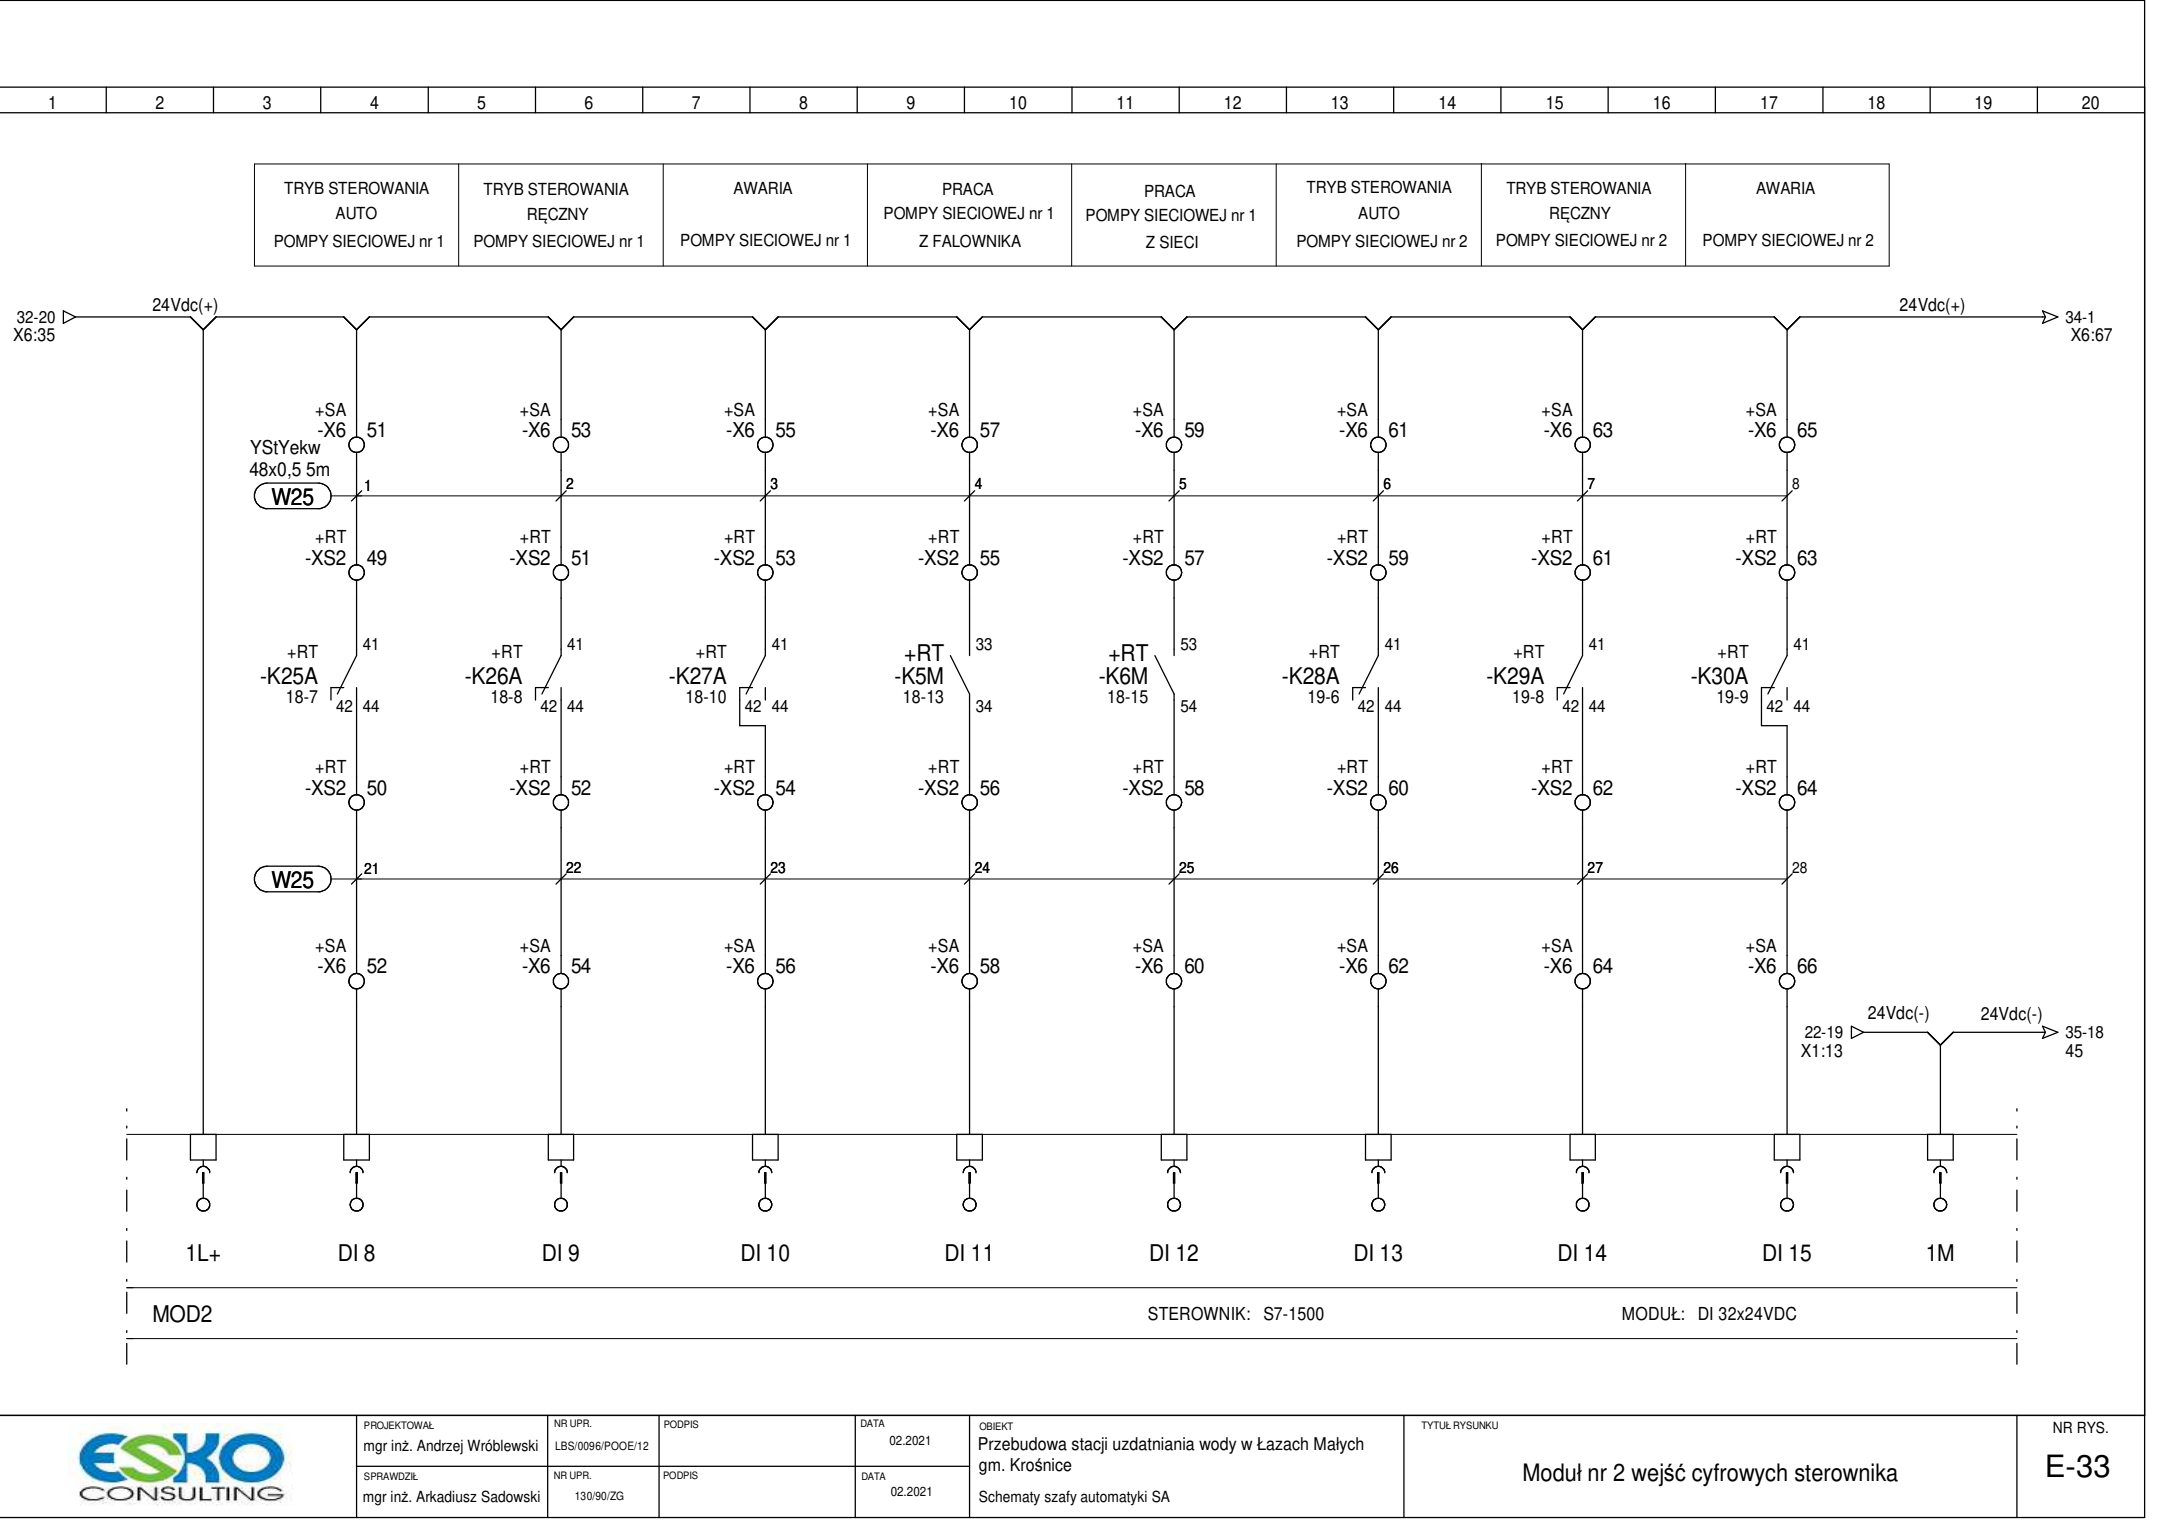 1 2 3 4 5 6 7 8 9 10 11 12 13 14 15 16 17 18 19 20
TRYB STEROWANIA
AUTO
POMPY SIECIOWEJ nr 1
TRYB STEROWANIA
RĘCZNY
POMPY SIECIOWEJ nr 1
AWARIA
POMPY SIECIOWEJ nr 1
PRACA
POMPY SIECIOWEJ nr 1
Z FALOWNIKA
PRACA
POMPY SIECIOWEJ nr 1
Z SIECI
TRYB STEROWANIA
AUTO
POMPY SIECIOWEJ nr 2
TRYB STEROWANIA
RĘCZNY
POMPY SIECIOWEJ nr 2
AWARIA
POMPY SIECIOWEJ nr 2
24Vdc(+) 24Vdc(+)
32-20 34-1
X6:35 X6:67
+SA +SA +SA +SA +SA +SA +SA +SA
-X6 51 -X6 53 -X6 55 -X6 57 -X6 59 -X6 61 -X6 63 -X6 65
YStYekw
48x0,5 5m
W25 1 2 3 4 5 6 7 8
+RT +RT +RT +RT +RT +RT +RT +RT
-XS2 49 -XS2 51 -XS2 53 -XS2 55 -XS2 57 -XS2 59 -XS2 61 -XS2 63
41 41 41 33 53 41 41 41
+RT +RT +RT +RT +RT +RT +RT +RT
-K25A -K26A -K27A -K5M -K6M -K28A -K29A -K30A
18-7 18-8 18-10 18-13 18-15 19-6 19-8 19-9
42 44 42 44 42 44 34 54 42 44 42 44 42 44
+RT +RT +RT +RT +RT +RT +RT +RT
-XS2 50 -XS2 52 -XS2 54 -XS2 56 -XS2 58 -XS2 60 -XS2 62 -XS2 64
W25 21 22 23 24 25 26 27 28
+SA +SA +SA +SA +SA +SA +SA +SA
-X6 52 -X6 54 -X6 56 -X6 58 -X6 60 -X6 62 -X6 64 -X6 66
24Vdc(-) 24Vdc(-)
22-19 35-18
X1:13 45
1L+ DI 8 DI 9 DI 10 DI 11 DI 12 DI 13 DI 14 DI 15 1M
MOD2 STEROWNIK: S7-1500 MODUŁ: DI 32x24VDC
ESKO
CONSULTING
PROJEKTOWAŁ
mgr inż. Andrzej Wróblewski
NR UPR.
LBS/0096/POOE/12
PODPIS
DATA
02.2021
SPRAWDZIŁ
mgr inż. Arkadiusz Sadowski
NR UPR.
130/90/ZG
PODPIS
DATA
02.2021
OBIEKT
Przebudowa stacji uzdatniania wody w Łazach Małych
gm. Krośnice
Schematy szafy automatyki SA
TYTUŁ RYSUNKU
Moduł nr 2 wejść cyfrowych sterownika
NR RYS.
E-33